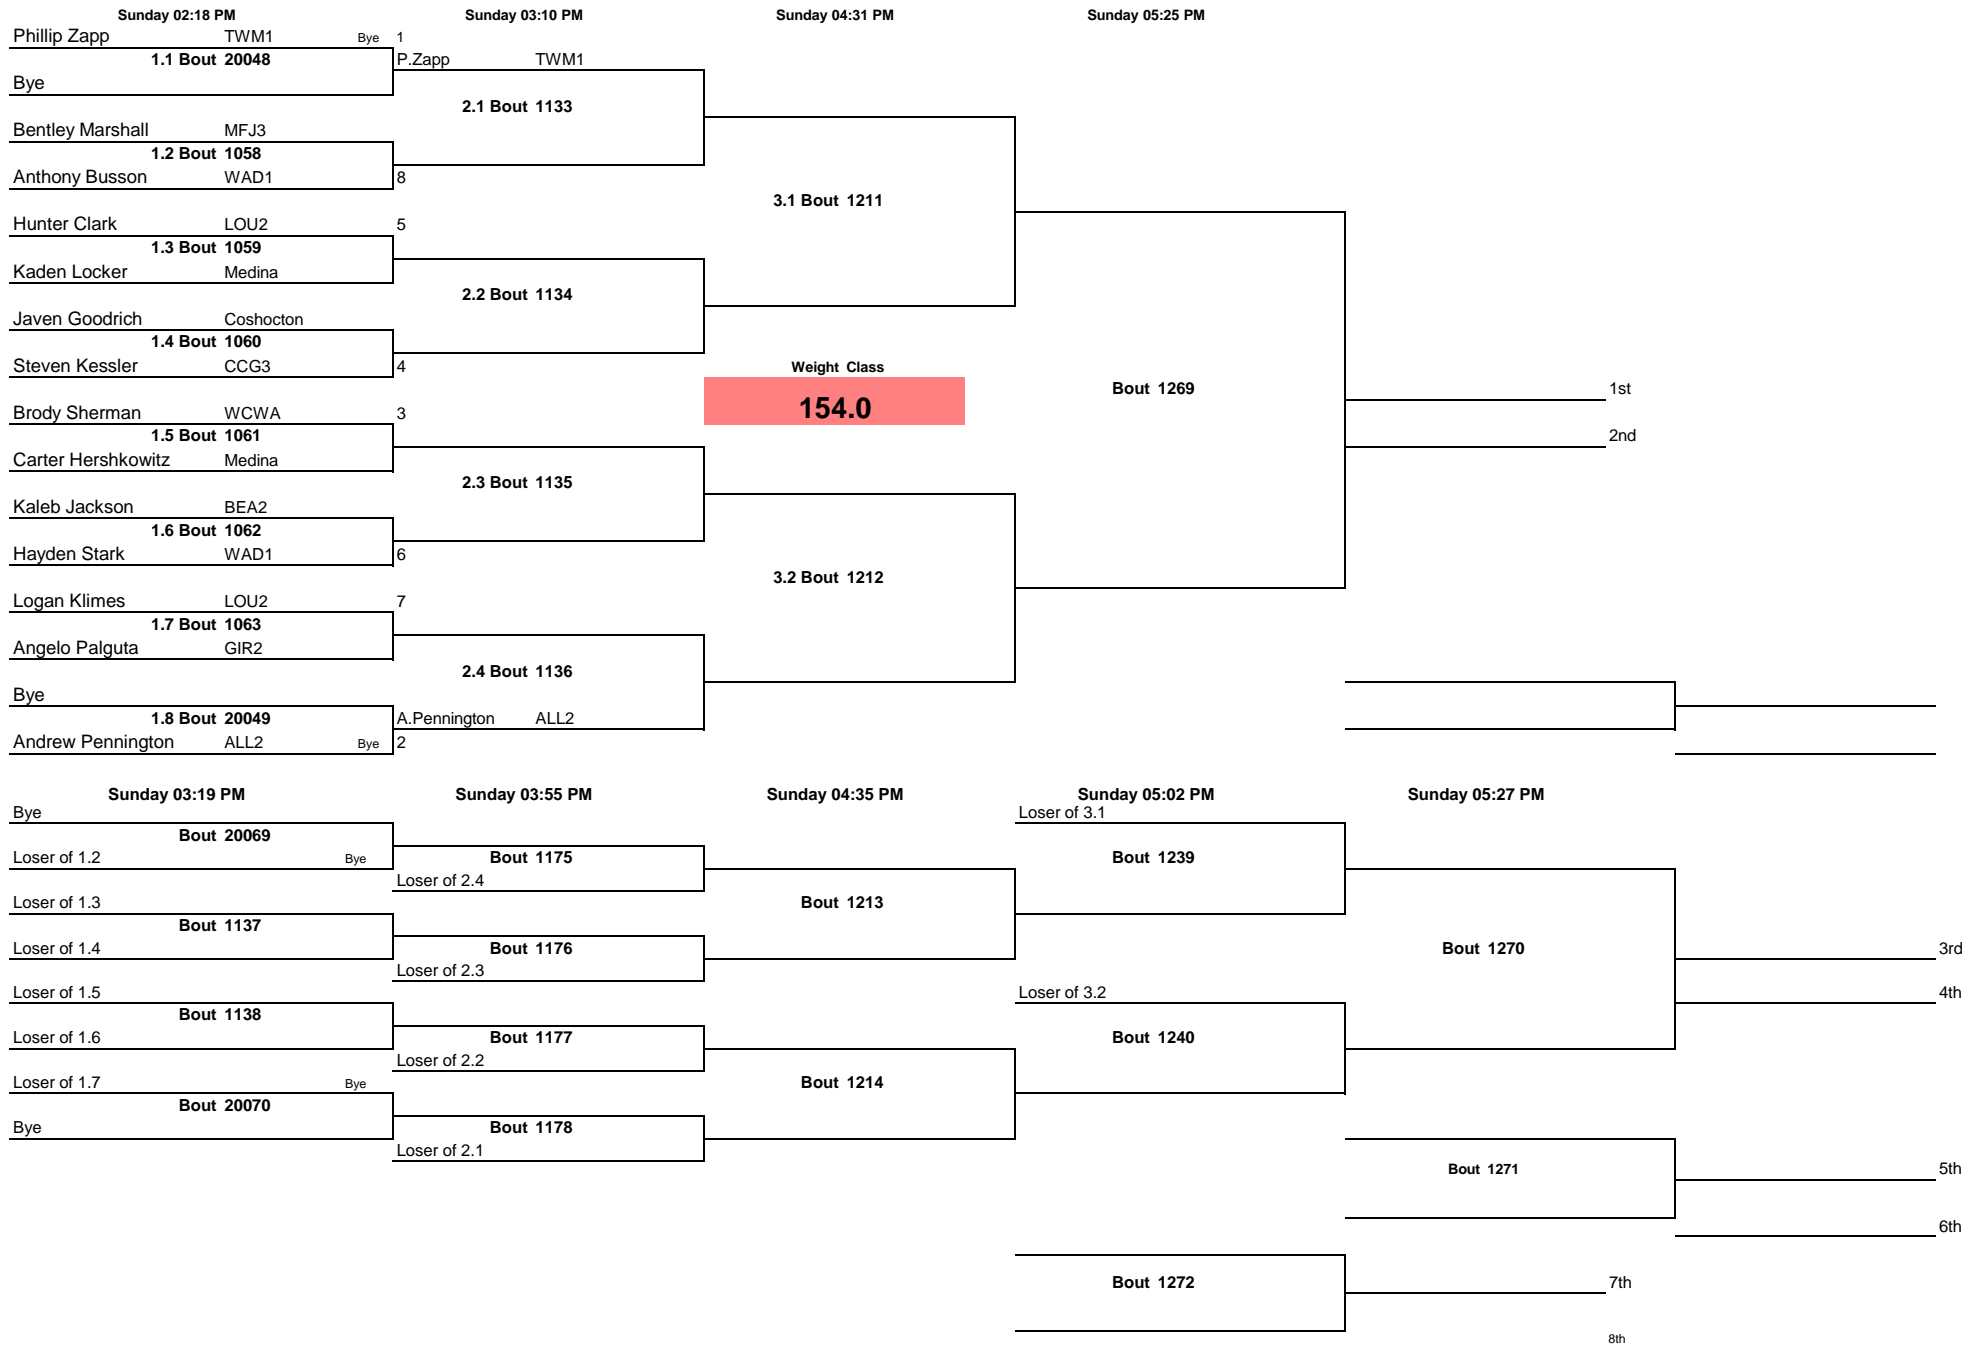 Sunday 02:18 PM Sunday 03:10 PM Sunday 04:31 PM Sunday 05:25 PM
Phillip Zapp TWM1 Bye 1
1.1 Bout 20048 P.Zapp TWM1
Bye
2.1 Bout 1133
Bentley Marshall MFJ3
1.2 Bout 1058
Anthony Busson WAD1 8
3.1 Bout 1211
Hunter Clark LOU2 5
1.3 Bout 1059
Kaden Locker Medina
2.2 Bout 1134
Javen Goodrich Coshocton
1.4 Bout 1060
Steven Kessler CCG3 4 Weight Class
Bout 1269 1st
154.0
Brody Sherman WCWA 3
1.5 Bout 1061 2nd
Carter Hershkowitz Medina
2.3 Bout 1135
Kaleb Jackson BEA2
1.6 Bout 1062
Hayden Stark WAD1 6
3.2 Bout 1212
Logan Klimes LOU2 7
1.7 Bout 1063
Angelo Palguta GIR2
2.4 Bout 1136
Bye
1.8 Bout 20049 A.Pennington ALL2
Andrew Pennington ALL2 Bye 2
Sunday 03:19 PM Sunday 03:55 PM Sunday 04:35 PM Sunday 05:02 PM Sunday 05:27 PM
Bye Loser of 3.1
Bout 20069
Loser of 1.2 Bye Bout 1175 Bout 1239
Loser of 2.4
Loser of 1.3 Bout 1213
Bout 1137
Loser of 1.4 Bout 1176 Bout 1270 3rd
Loser of 2.3
Loser of 1.5 Loser of 3.2 4th
Bout 1138
Loser of 1.6 Bout 1177 Bout 1240
Loser of 2.2
Loser of 1.7 Bye Bout 1214
Bout 20070
Bye Bout 1178
Loser of 2.1
Bout 1271 5th
6th
Bout 1272 7th
8th